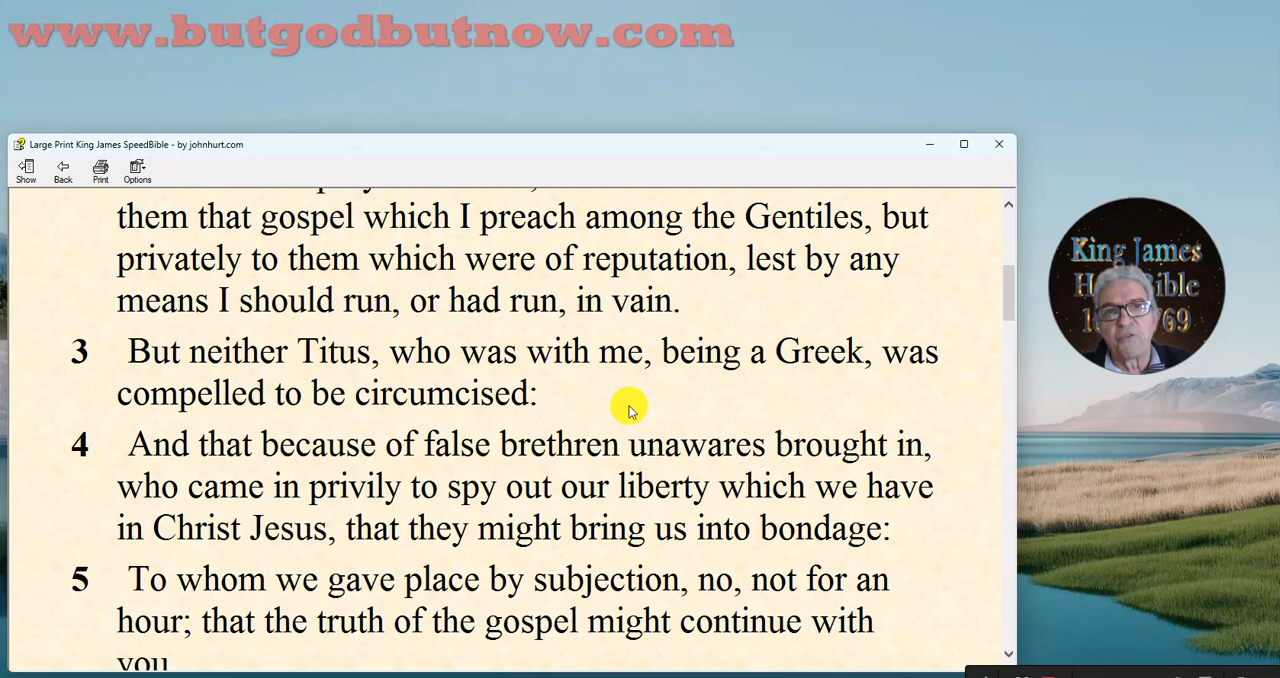 www.butgodbutnow.com
Large Print King James SpeedBible - by johnhurt.com
Show Back Print Options
them that gospel which I preach among the Gentiles, but
privately to them which were of reputation, lest by any
means I should run, or had run, in vain.
3 But neither Titus, who was with me, being a Greek, was
compelled to be circumcised:
4 And that because of false brethren unawares brought in,
who came in privily to spy out our liberty which we have
in Christ Jesus, that they might bring us into bondage:
5 To whom we gave place by subjection, no, not for an
hour; that the truth of the gospel might continue with
you
King James